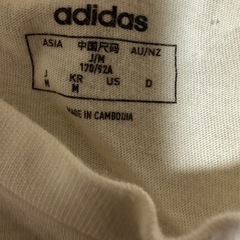 adidas
ASIA 中国尺码 AU/NZ
J/M 170/92A
J KR US D
M M
MADE IN CAMBODIA